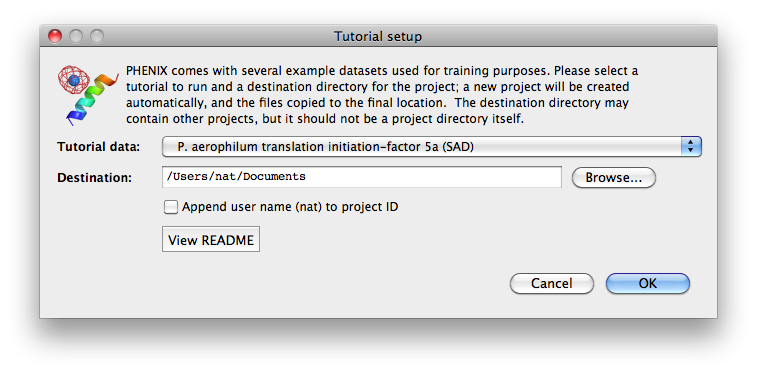 Tutorial setup
PHENIX comes with several example datasets used for training purposes. Please select a
tutorial to run and a destination directory for the project; a new project will be created
automatically, and the files copied to the final location.  The destination directory may
contain other projects, but it should not be a project directory itself.
Tutorial data: P. aerophilum translation initiation-factor 5a (SAD)
Destination: /Users/nat/Documents Browse...
Append user name (nat) to project ID
View README
Cancel OK